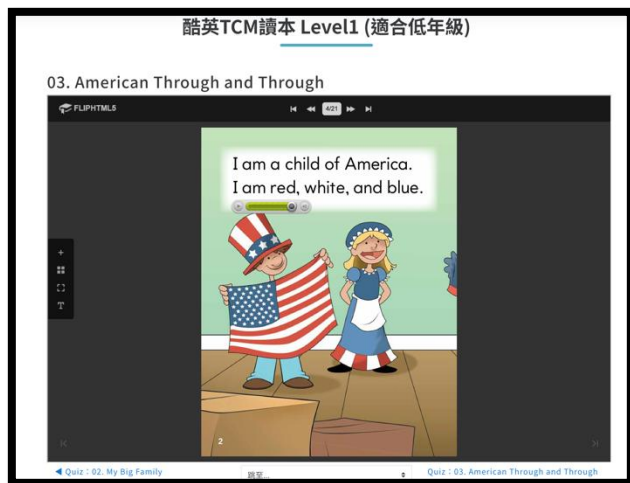 酷英TCM讀本 Level1 (適合低年級)
03. American Through and Through
FLIPHTML5
4/21
I am a child of America.
I am red, white, and blue.
T
2
◀ Quiz：02. My Big Family
跳至...
Quiz：03. American Through and Through